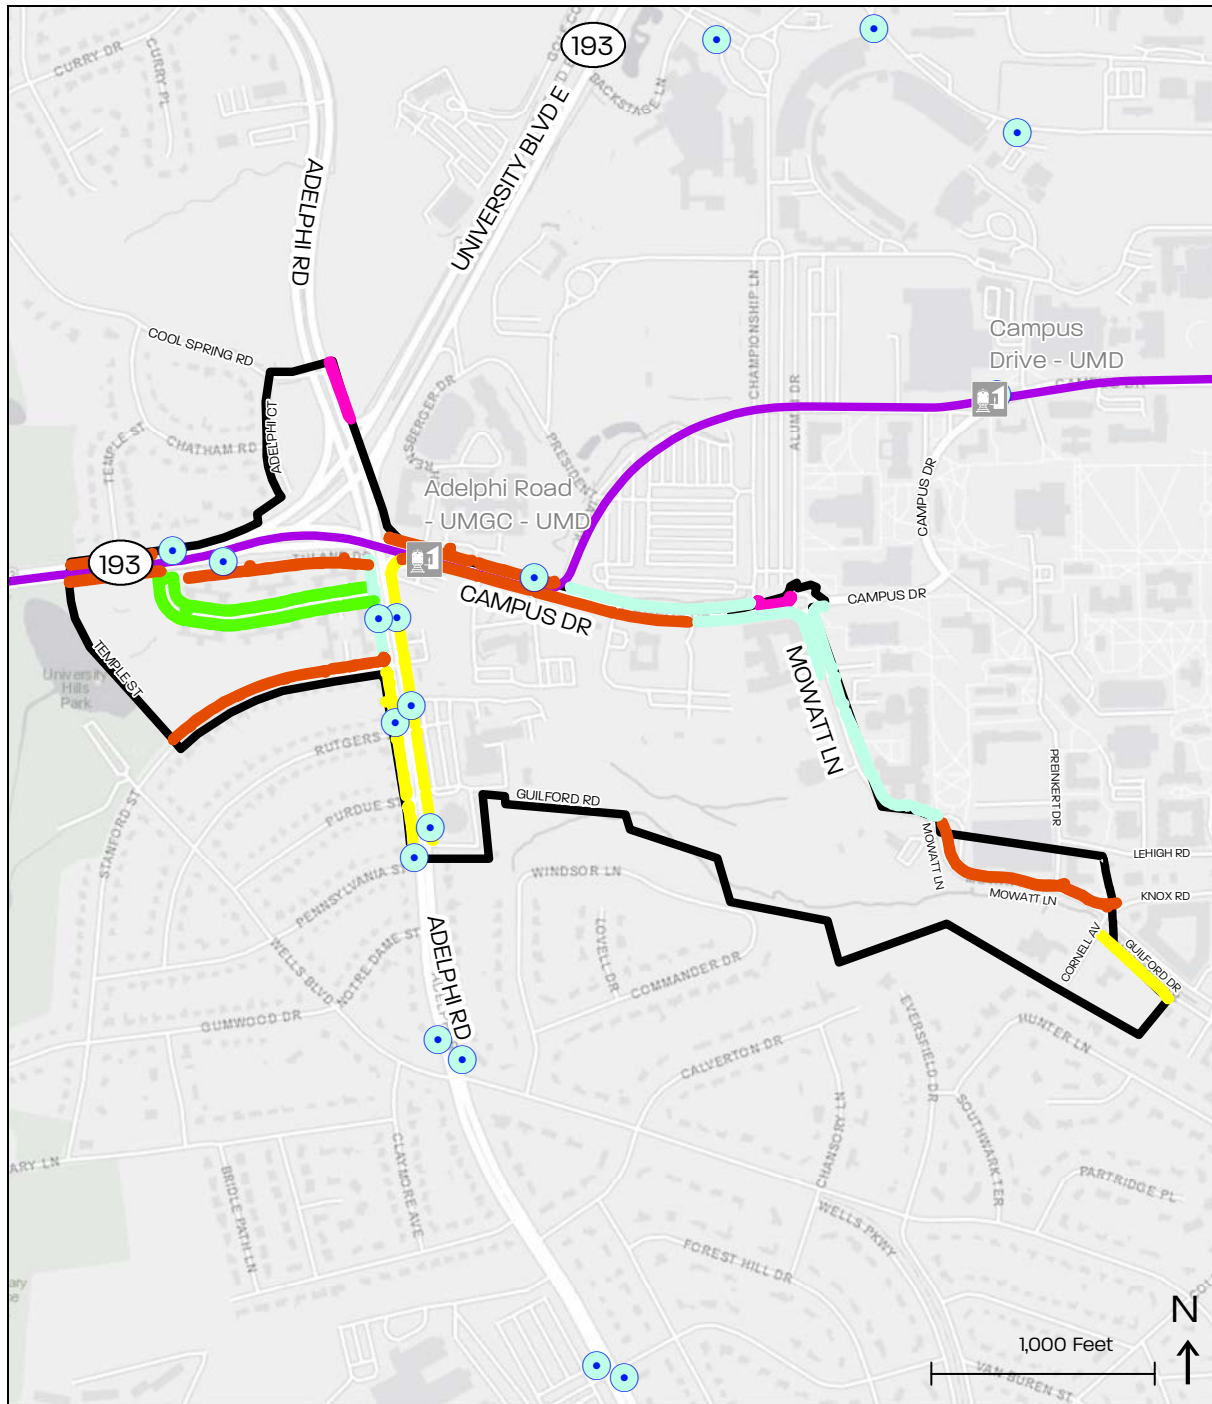 193
CURRY DR
CURRY PL
BACKSTAGE LN
UNIVERSITY BLVD E
ADELPHI RD
CHAMPIONSHIP LN
Campus
Drive - UMD
CAMPUS DR
COOL SPRING RD
ALUMNI DR
ADELPHI CT
TEMPLE ST
CHATHAM RD
CAMPUS DR
Adelphi Road
- UMGC - UMD
193
CAMPUS DR
CAMPUS DR
TEMPLE ST
University
Hills
Park
MOWATT LN
RUTGERS
PREINKERT DR
GUILFORD RD
STANFORD ST
PURDUE ST
MOWATT LN
LEHIGH RD
WINDSOR LN
PENNSYLVANIA ST
MOWATT LN
KNOX RD
LOVELL DR
CORNELL AV
GUILFORD DR
NOTRE DAME ST
WELLS BLVD
COMMANDER DR
ADELPHI RD
GUMWOOD DR
EVERSFIELD DR
HUNTER LN
CALVERTON DR
CHANSORY LN
SOUTHWARK TER
CLAYMORE AVE
ARY LN
BRIDLE PATH LN
PARTRIDGE PL
WELLS PKWY
FOREST HILL DR
N
1,000 Feet
VAN BUREN ST